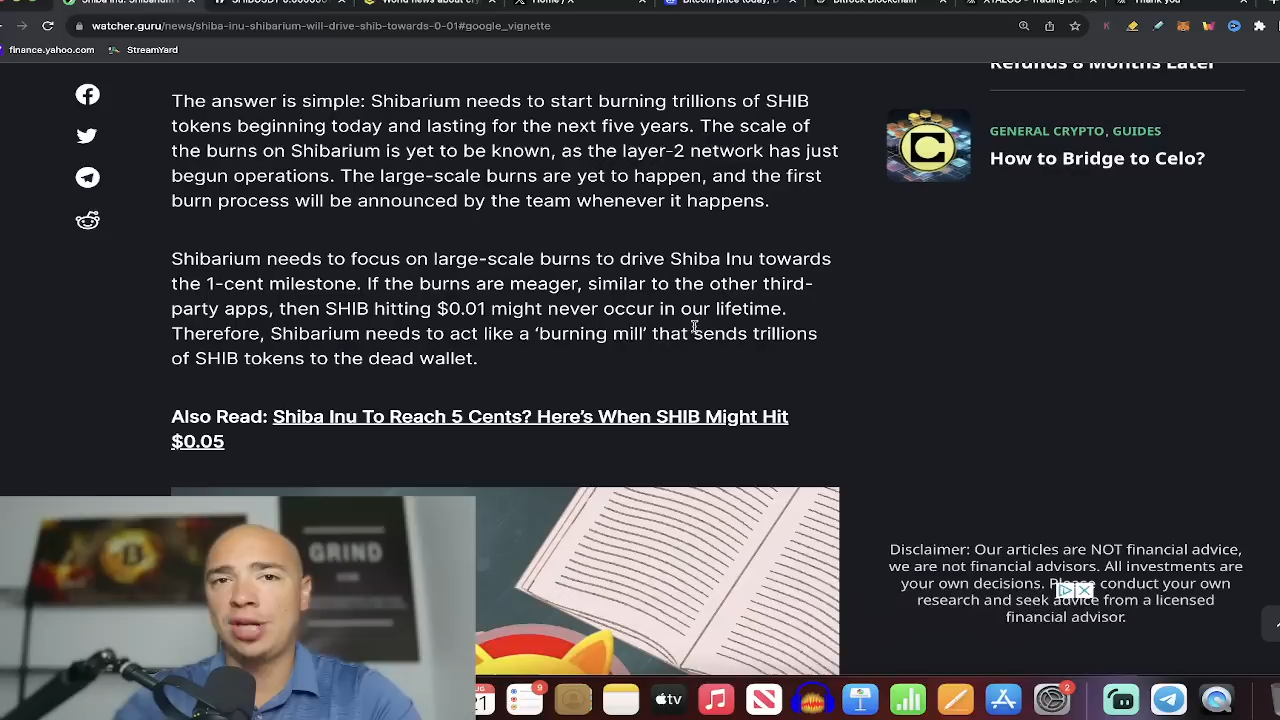 watcher.guru/news/shiba-inu-shibarium-will-drive-shib-towards-0-01#google_vignette
finance.yahoo.com
StreamYard
Refunds 8 Months Later
The answer is simple: Shibarium needs to start burning trillions of SHIB
tokens beginning today and lasting for the next five years. The scale of
the burns on Shibarium is yet to be known, as the layer-2 network has just
begun operations. The large-scale burns are yet to happen, and the first
burn process will be announced by the team whenever it happens.
GENERAL CRYPTO, GUIDES
How to Bridge to Celo?
Shibarium needs to focus on large-scale burns to drive Shiba Inu towards
the 1-cent milestone. If the burns are meager, similar to the other third-
party apps, then SHIB hitting $0.01 might never occur in our lifetime.
Therefore, Shibarium needs to act like a ‘burning mill’ that sends trillions
of SHIB tokens to the dead wallet.
Also Read: Shiba Inu To Reach 5 Cents? Here’s When SHIB Might Hit
$0.05
Disclaimer: Our articles are NOT financial advice,
we are not financial advisors. All investments are
your own decisions. Please conduct your own
research and seek advice from a licensed
financial advisor.
GRIND
9
tv
2